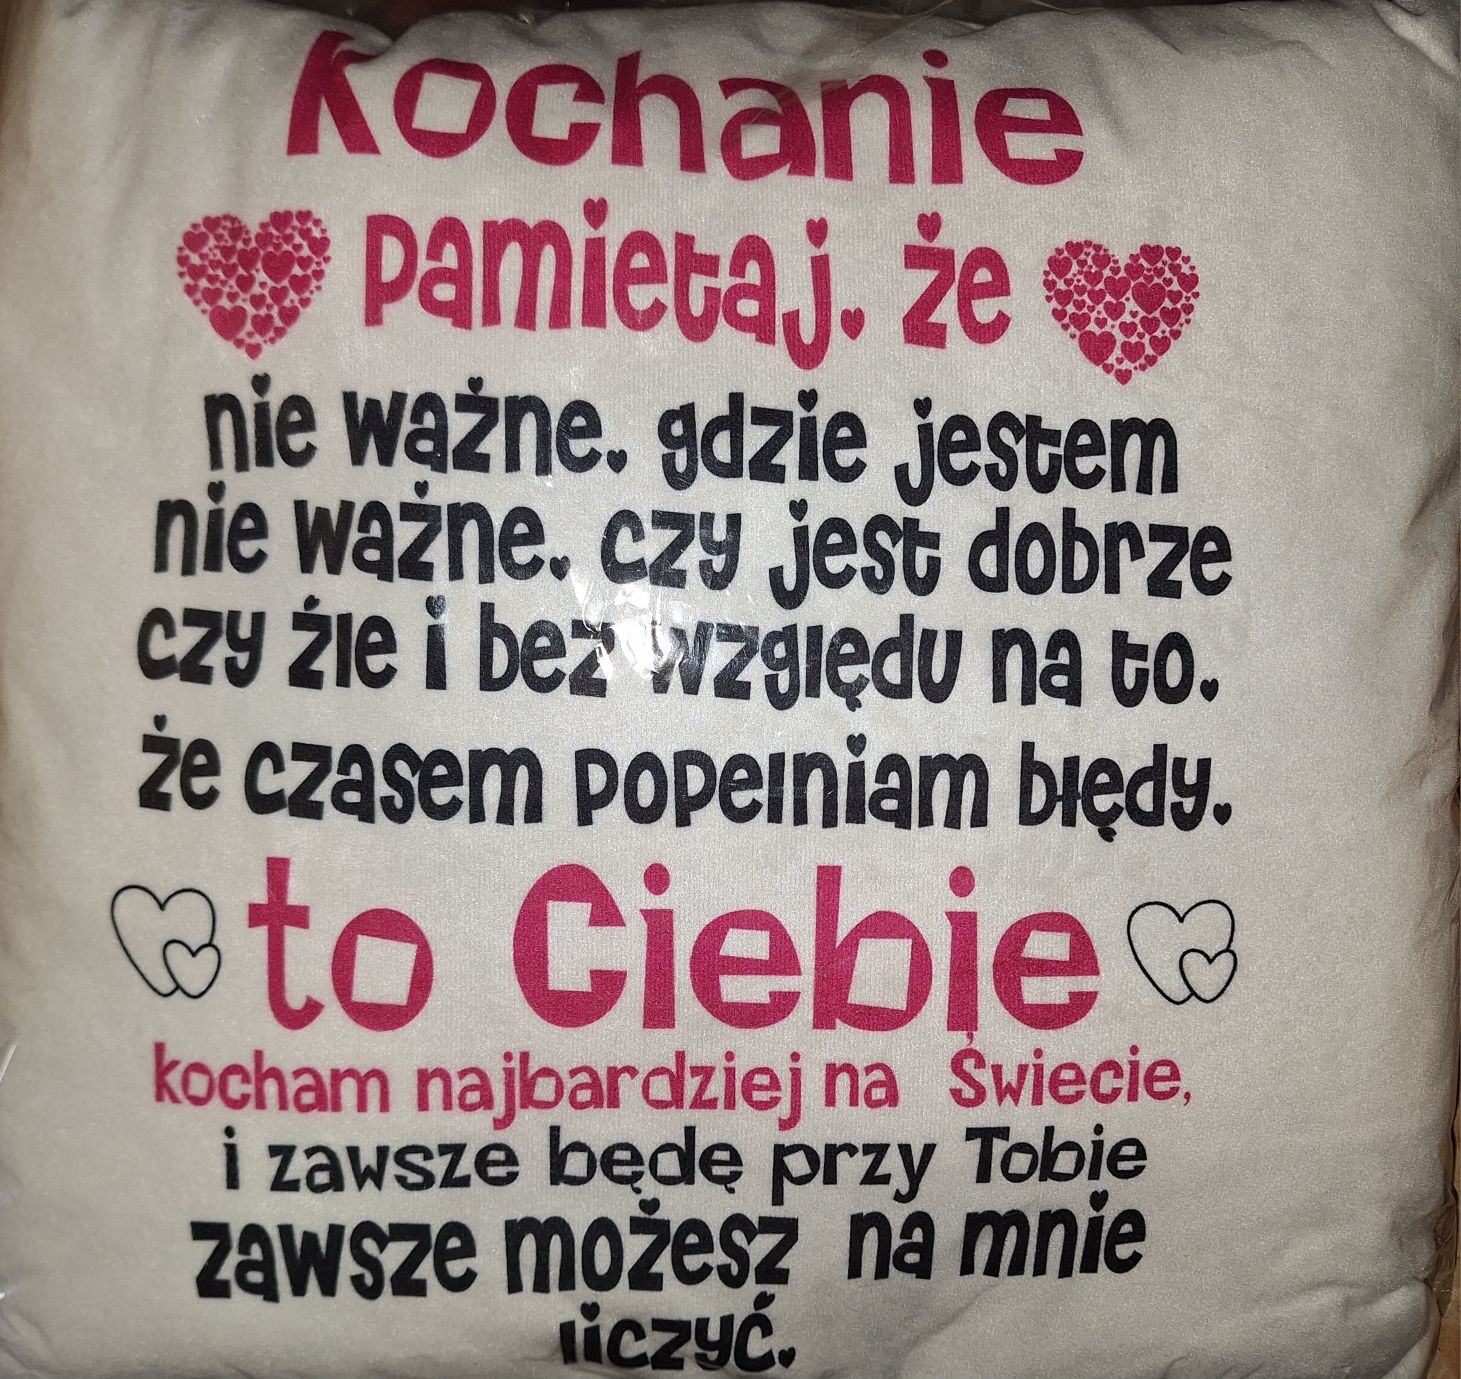 Kochanie
pamiętaj. że
nie ważne. gdzie jestem
nie ważne. czy jest dobrze
czy źle i bez względu na to.
że czasem popełniam błędy.
to Ciebie
kocham najbardziej na Świecie,
i zawsze będę przy Tobie
zawsze możesz na mnie
liczyć.